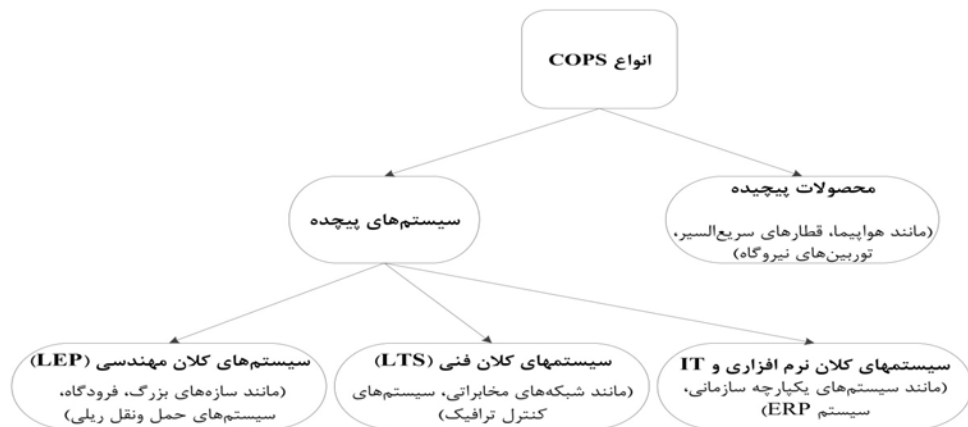 انواع COPS
محصولات پیچیده
(مانند هواپیما، قطارهای سریع‌السیر،
توربین‌های نیروگاه)
سیستم‌های پیچده
سیستمهای کلان نرم افزاری و IT
(مانند سیستم‌های یکپارچه سازمانی،
سیستم ERP)
سیستمهای کلان فنی (LTS)
(مانند شبکه‌های مخابراتی، سیستم‌های
کنترل ترافیک)
سیستم‌های کلان مهندسی (LEP)
(مانند سازه‌های بزرگ، فرودگاه،
سیستم‌های حمل ونقل ریلی)